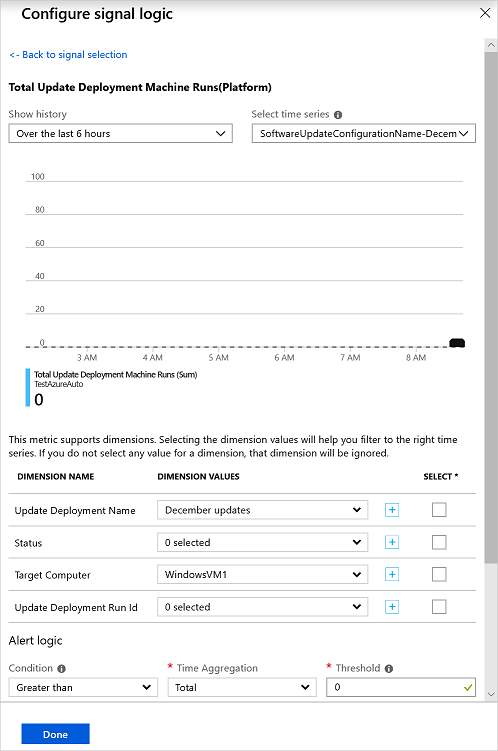 Configure signal logic
<- Back to signal selection
Total Update Deployment Machine Runs(Platform)
Show history
Select time series
Over the last 6 hours
SoftwareUpdateConfigurationName-Decem
100
80
60
40
20
0
3 AM 4 AM 5 AM 6 AM 7 AM 8 AM
Total Update Deployment Machine Runs (Sum)
TestAzureAuto
0
This metric supports dimensions. Selecting the dimension values will help you filter to the right time
series. If you do not select any value for a dimension, that dimension will be ignored.
DIMENSION NAME DIMENSION VALUES SELECT *
Update Deployment Name December updates +
Status 0 selected +
Target Computer WindowsVM1 +
Update Deployment Run Id 0 selected +
Alert logic
Condition * Time Aggregation * Threshold
Greater than Total 0
Done